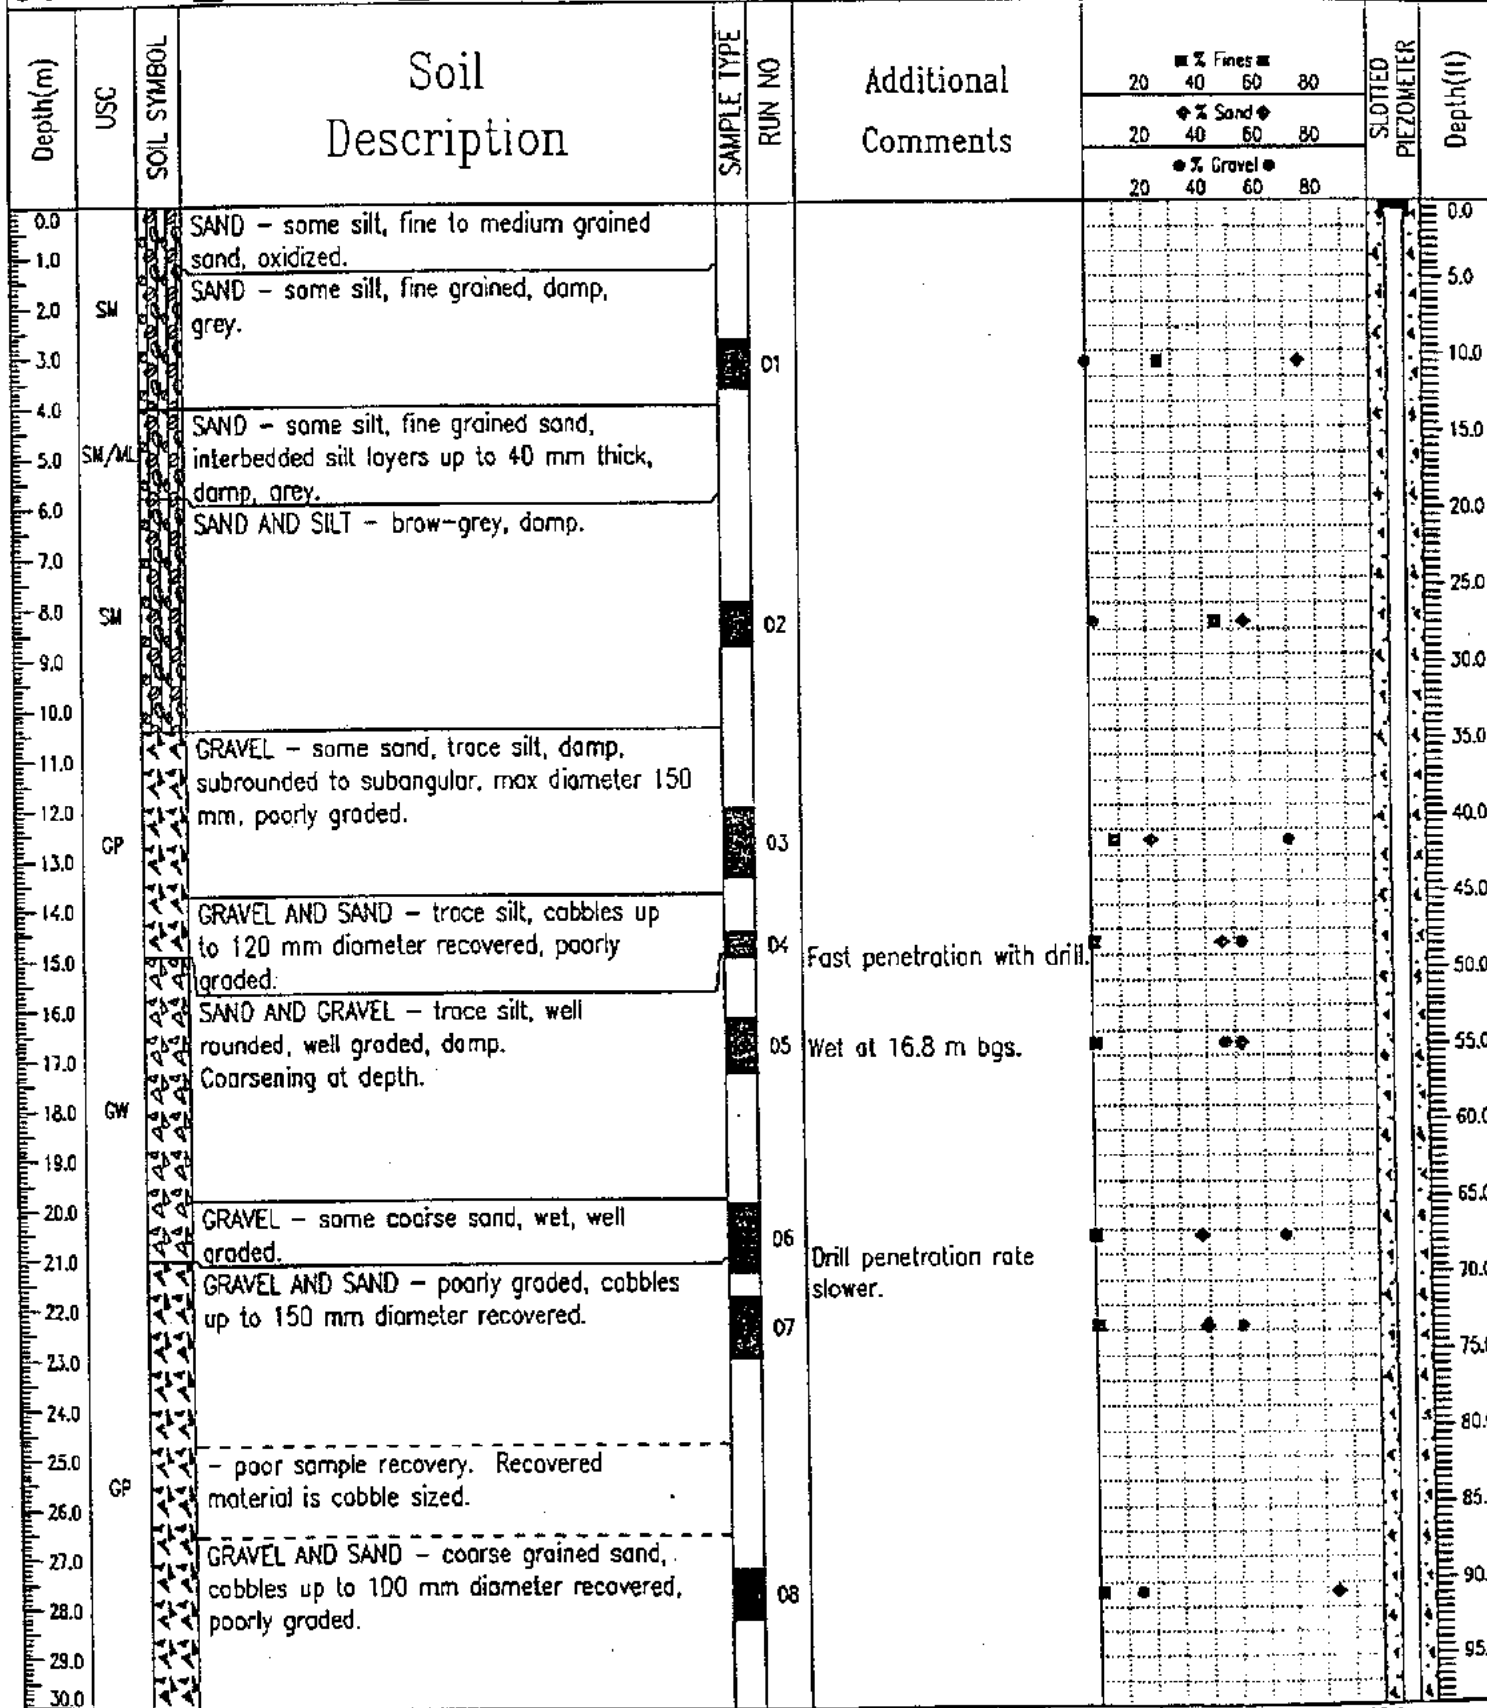 Depth(m)
USC
SOIL SYMBOL
Soil
Description
SAMPLE TYPE
RUN NO
Additional
Comments
■ % Fines ■
20 40 60 80
◆ % Sand ◆
20 40 60 80
● % Gravel ●
20 40 60 80
SLOTTED
PIEZOMETER
Depth(ft)
0.0
1.0
2.0
3.0
4.0
5.0
6.0
7.0
8.0
9.0
10.0
11.0
12.0
13.0
14.0
15.0
16.0
17.0
18.0
19.0
20.0
21.0
22.0
23.0
24.0
25.0
26.0
27.0
28.0
29.0
30.0
SM
SM/ML
SM
GP
GW
GP
SAND – some silt, fine to medium grained
sand, oxidized.
SAND – some silt, fine grained, damp,
grey.
SAND – some silt, fine grained sand,
interbedded silt layers up to 40 mm thick,
damp, grey.
SAND AND SILT – brow-grey, damp.
GRAVEL – some sand, trace silt, damp,
subrounded to subangular, max diameter 150
mm, poorly graded.
GRAVEL AND SAND – trace silt, cobbles up
to 120 mm diameter recovered, poorly
graded.
SAND AND GRAVEL – trace silt, well
rounded, well graded, damp.
Coarsening at depth.
GRAVEL – some coarse sand, wet, well
graded.
GRAVEL AND SAND – poorly graded, cobbles
up to 150 mm diameter recovered.
– poor sample recovery. Recovered
material is cobble sized.
GRAVEL AND SAND – coarse grained sand,
cobbles up to 100 mm diameter recovered,
poorly graded.
01
02
03
04
05
06
07
08
Fast penetration with drill.
Wet at 16.8 m bgs.
Drill penetration rate
slower.
0.0
5.0
10.0
15.0
20.0
25.0
30.0
35.0
40.0
45.0
50.0
55.0
60.0
65.0
70.0
75.0
80.
85.
90.
95.